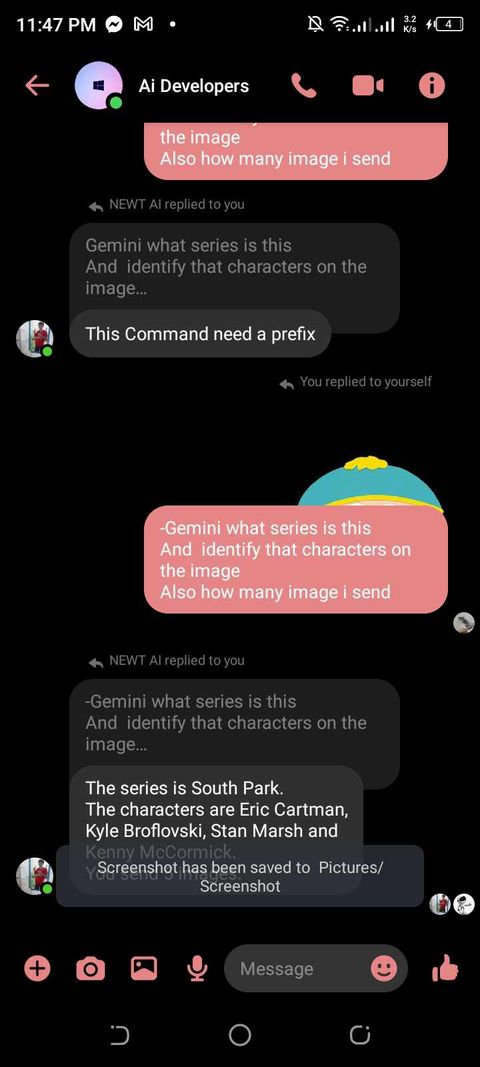 11:47 PM
3.2
K/s
4
Ai Developers
the image
Also how many image i send
NEWT AI replied to you
Gemini what series is this
And identify that characters on the
image...
This Command need a prefix
You replied to yourself
-Gemini what series is this
And identify that characters on
the image
Also how many image i send
NEWT AI replied to you
-Gemini what series is this
And identify that characters on the
image...
The series is South Park.
The characters are Eric Cartman,
Kyle Broflovski, Stan Marsh and
Kenny McCormick.
You send 5 images.
Screenshot has been saved to Pictures/
Screenshot
Message